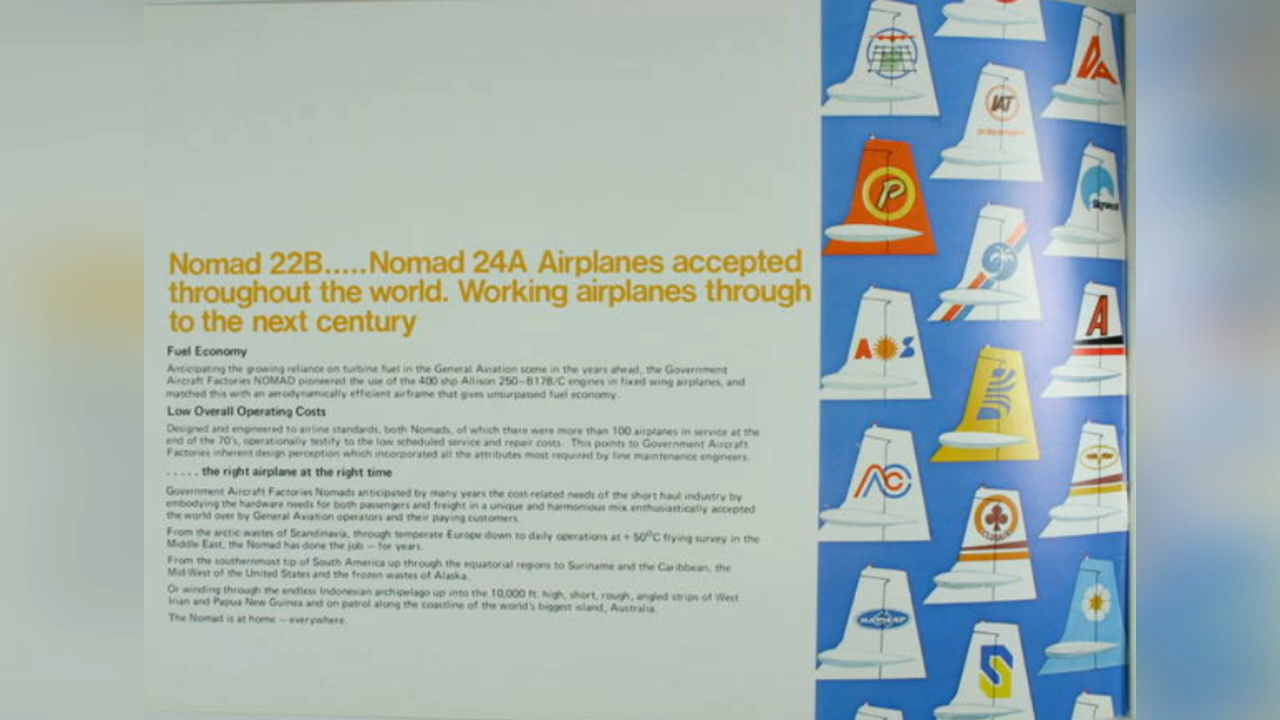 Nomad 22B.....Nomad 24A Airplanes accepted
throughout the world. Working airplanes through
to the next century
Fuel Economy
Anticipating the growing reliance on turbine fuel in the General Aviation scene in the years ahead, the Government
Aircraft Factories NOMAD pioneered the use of the 400 shp Allison 250-B17B/C engines in fixed wing airplanes, and
matched this with an aerodynamically efficient airframe that gives unsurpassed fuel economy.
Low Overall Operating Costs
Designed and engineered to airline standards, both Nomads, of which there were more than 100 airplanes in service at the
end of the 70's, operationally testify to the low scheduled service and repair costs. This points to Government Aircraft
Factories inherent design perception which incorporated all the attributes most required by line maintenance engineers.
. . . . . the right airplane at the right time
Government Aircraft Factories Nomads anticipated by many years the cost-related needs of the short haul industry by
embodying the hardware needs for both passengers and freight in a unique and harmonious mix enthusiastically accepted
the world over by General Aviation operators and their paying customers.
From the arctic wastes of Scandinavia, through temperate Europe down to daily operations at + 50°C flying survey in the
Middle East, the Nomad has done the job — for years.
From the southernmost tip of South America up through the equatorial regions to Suriname and the Caribbean, the
Mid-West of the United States and the frozen wastes of Alaska.
Or winding through the endless Indonesian archipelago up into the 10,000 ft. high, short, rough, angled strips of West
Irian and Papua New Guinea and on patrol along the coastline of the world's biggest island, Australia.
The Nomad is at home — everywhere.
DA
IAT
P
Skywest
A
AS
AC
S